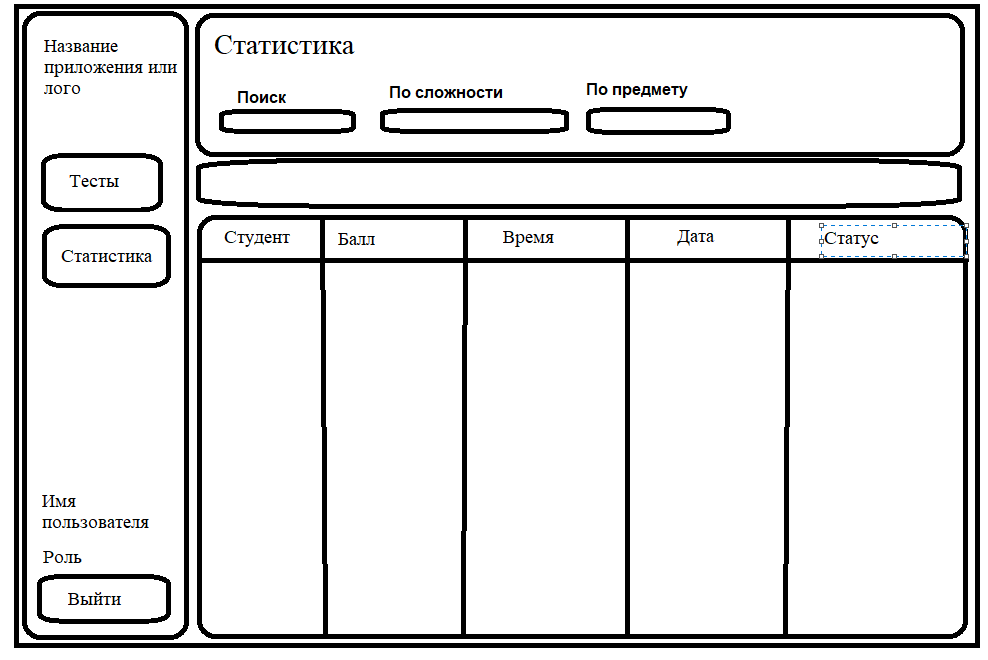 Название
приложения или
лого
Тесты
Статистика
Имя
пользователя
Роль
Выйти
Статистика
Поиск
По сложности
По предмету
Студент
Балл
Время
Дата
Статус